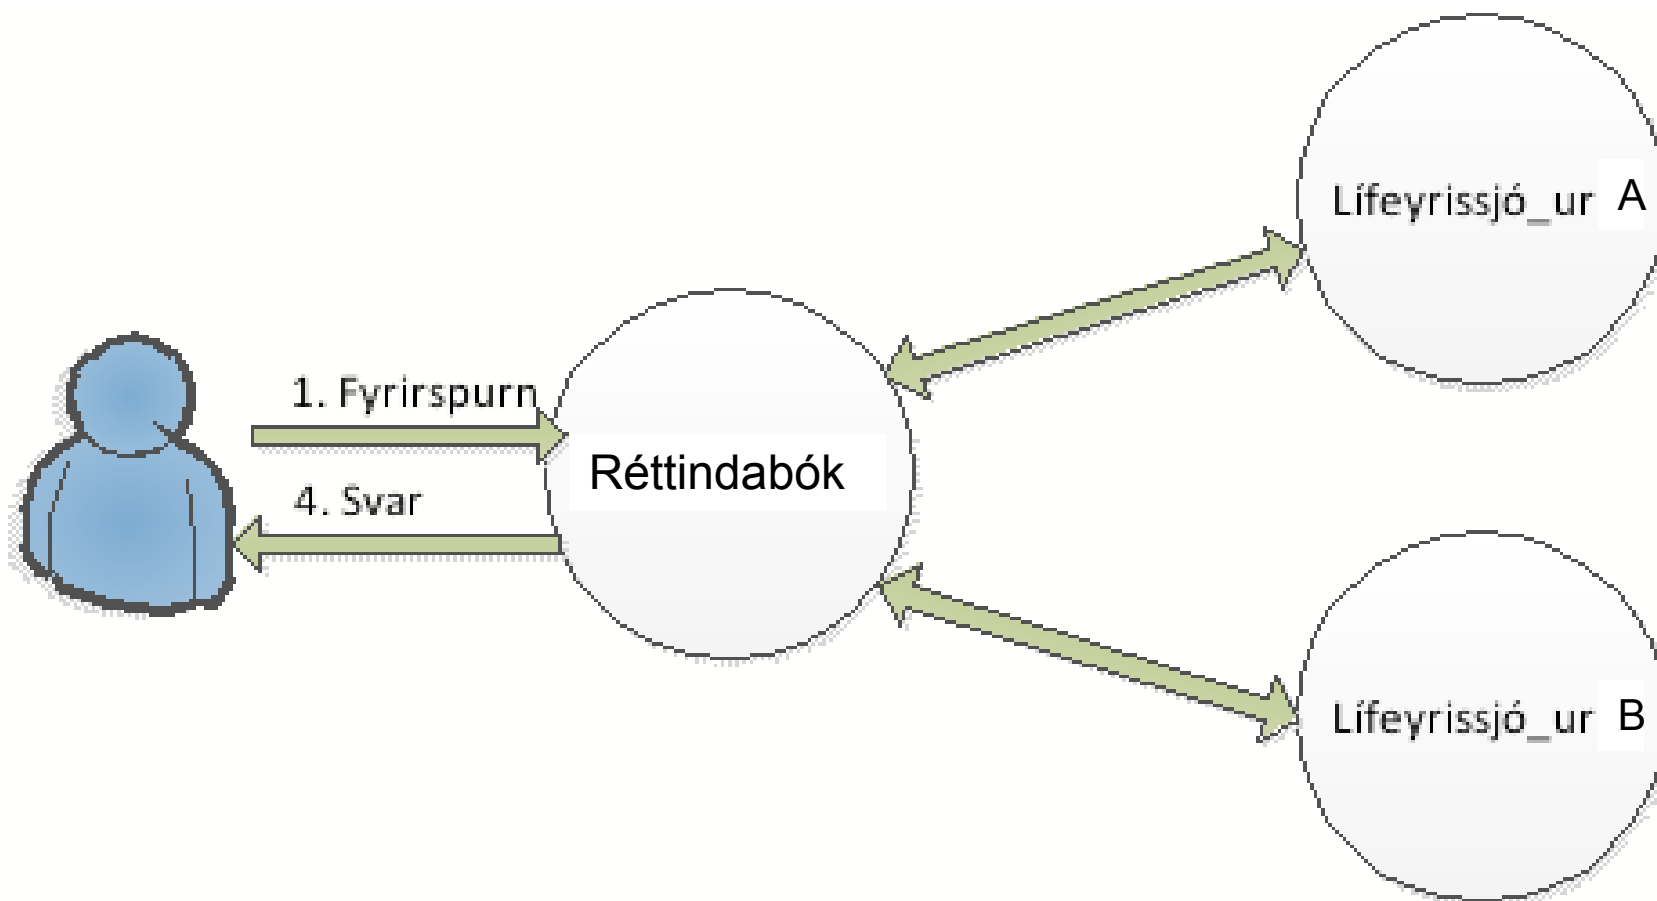 Lífeyrissjó_ur A
1. Fyrirspurn
Réttindabók
4. Svar
Lífeyrissjó_ur B